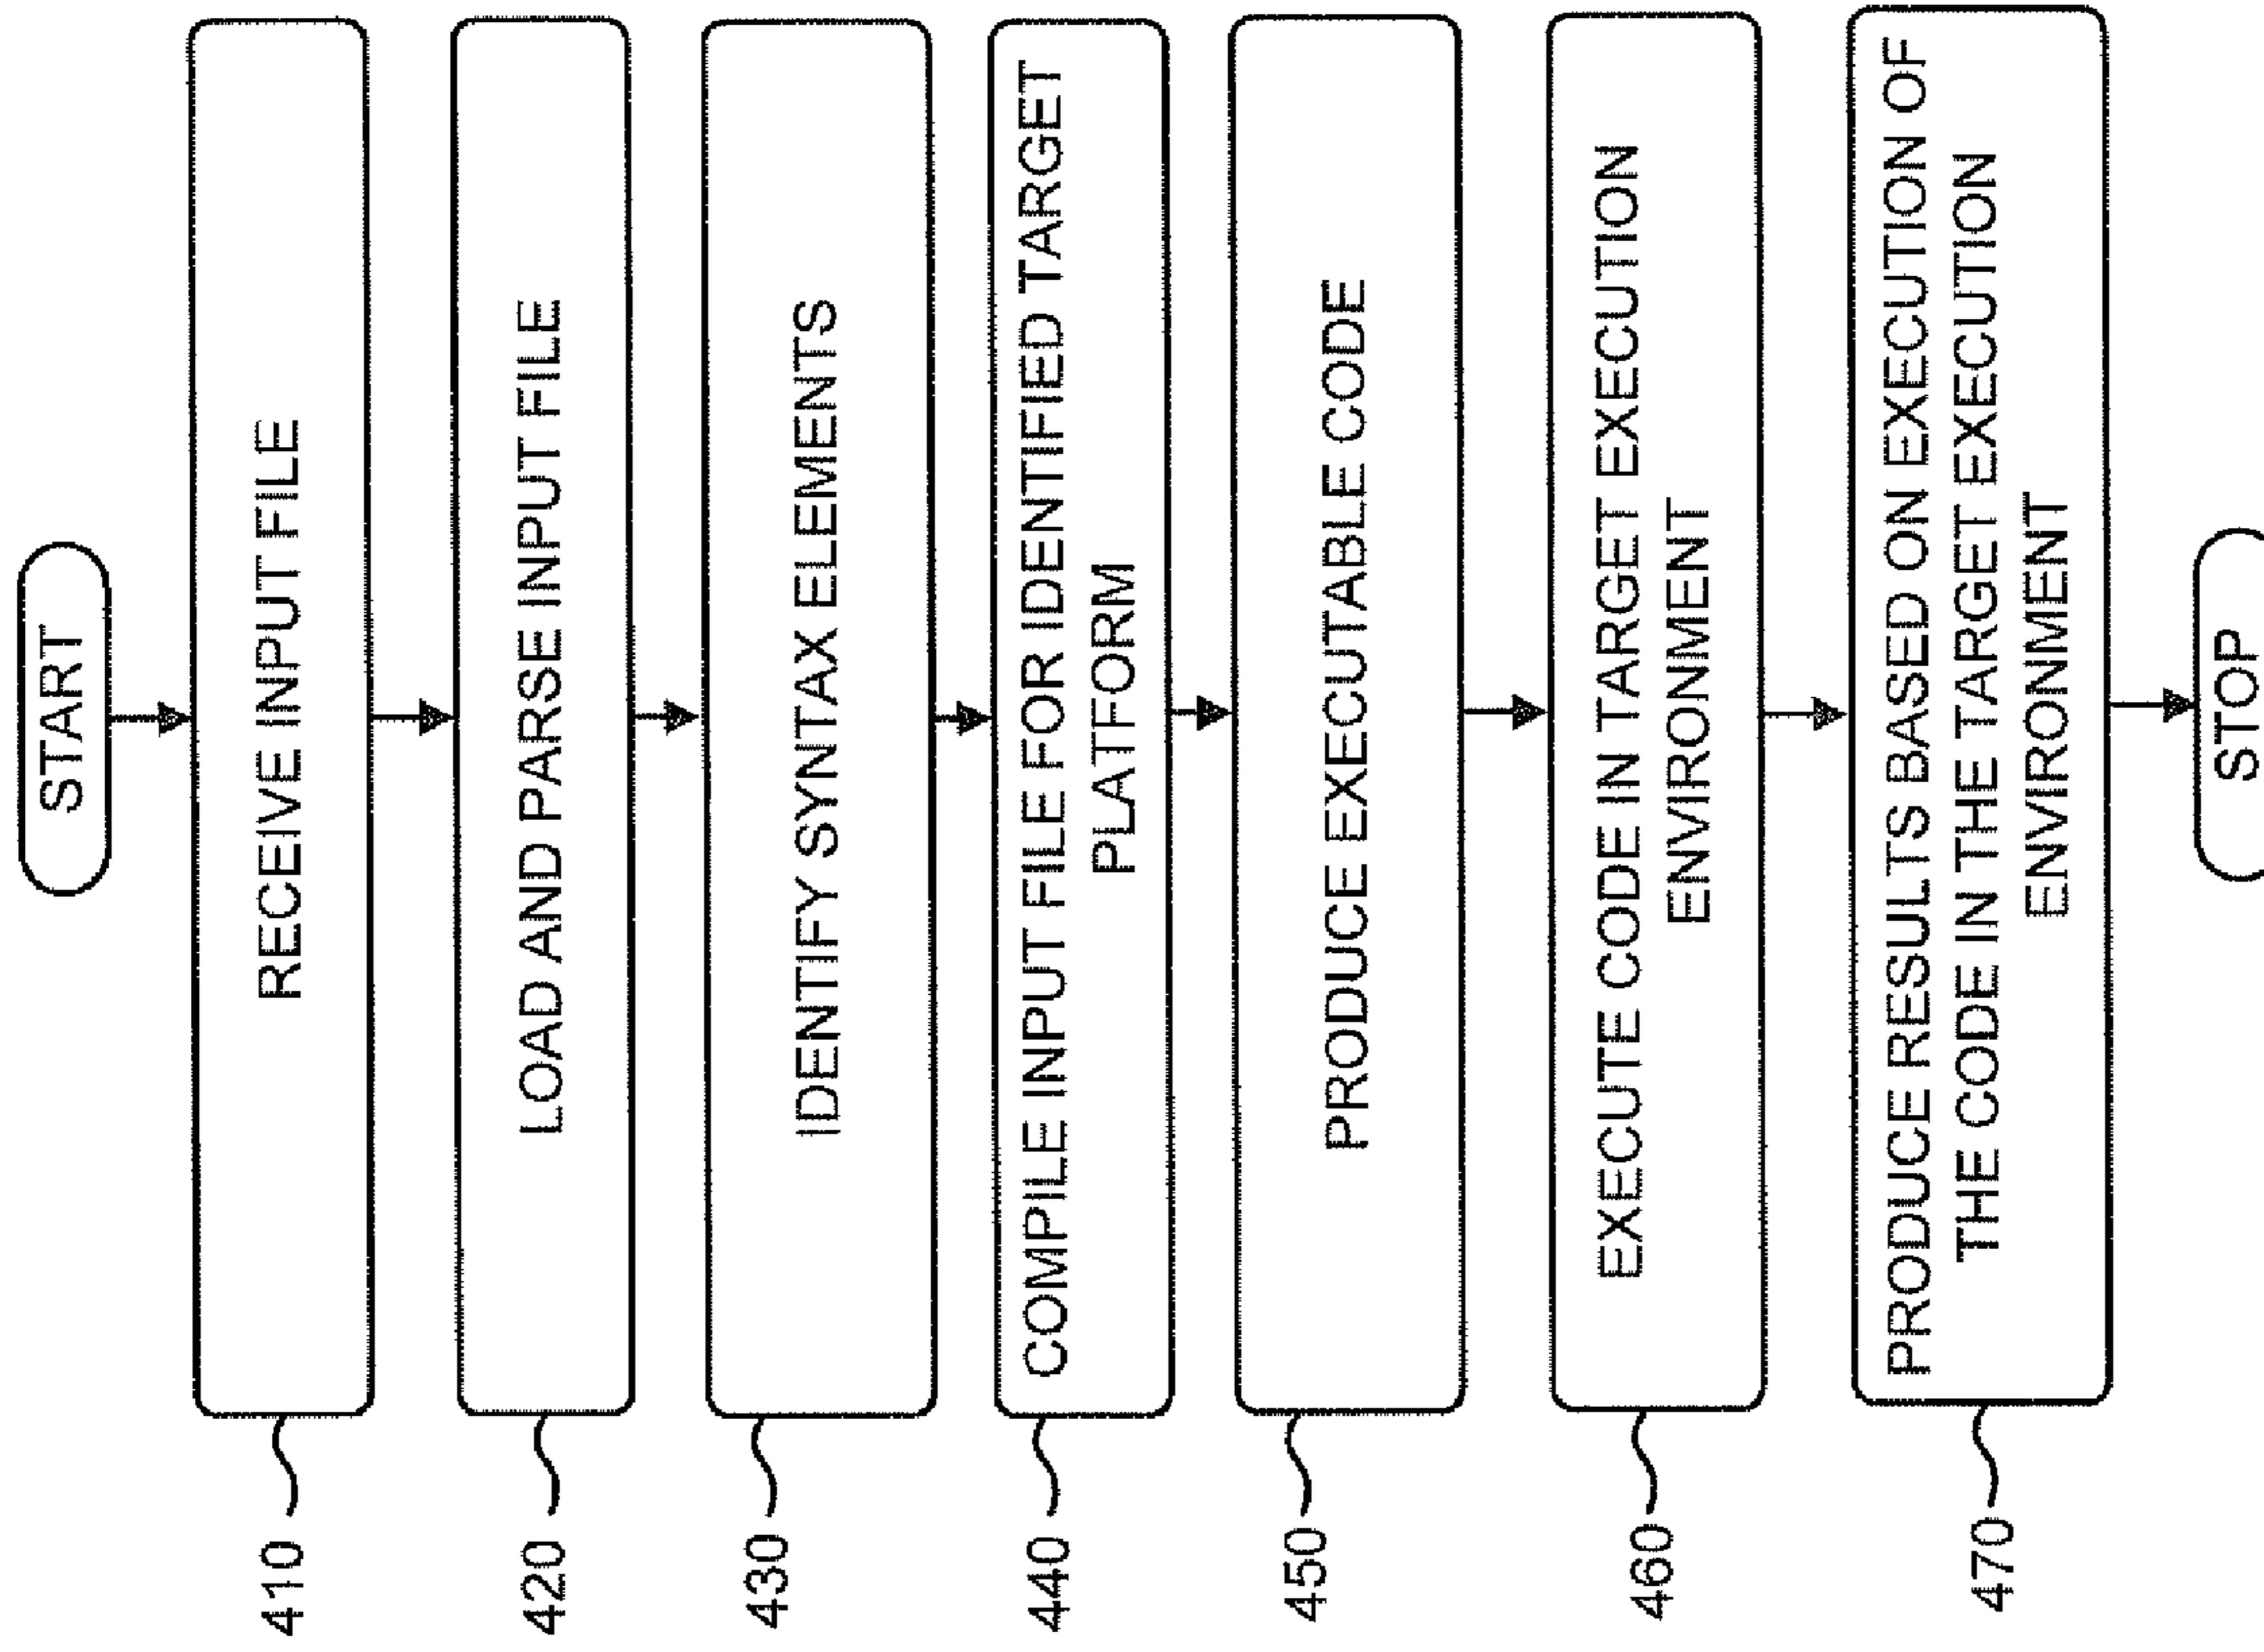 START
410
RECEIVE INPUT FILE
420
LOAD AND PARSE INPUT FILE
430
IDENTIFY SYNTAX ELEMENTS
440
COMPILE INPUT FILE FOR IDENTIFIED TARGET
PLATFORM
450
PRODUCE EXECUTABLE CODE
460
EXECUTE CODE IN TARGET EXECUTION
ENVIRONMENT
470
PRODUCE RESULTS BASED ON EXECUTION OF
THE CODE IN THE TARGET EXECUTION
ENVIRONMENT
STOP